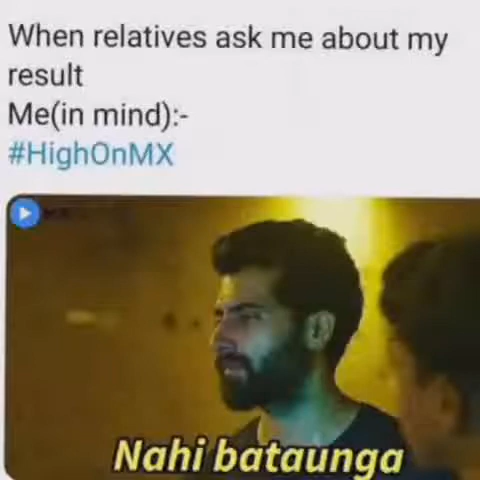 When relatives ask me about my
result
Me(in mind):-
#HighOnMX
Nahi bataunga